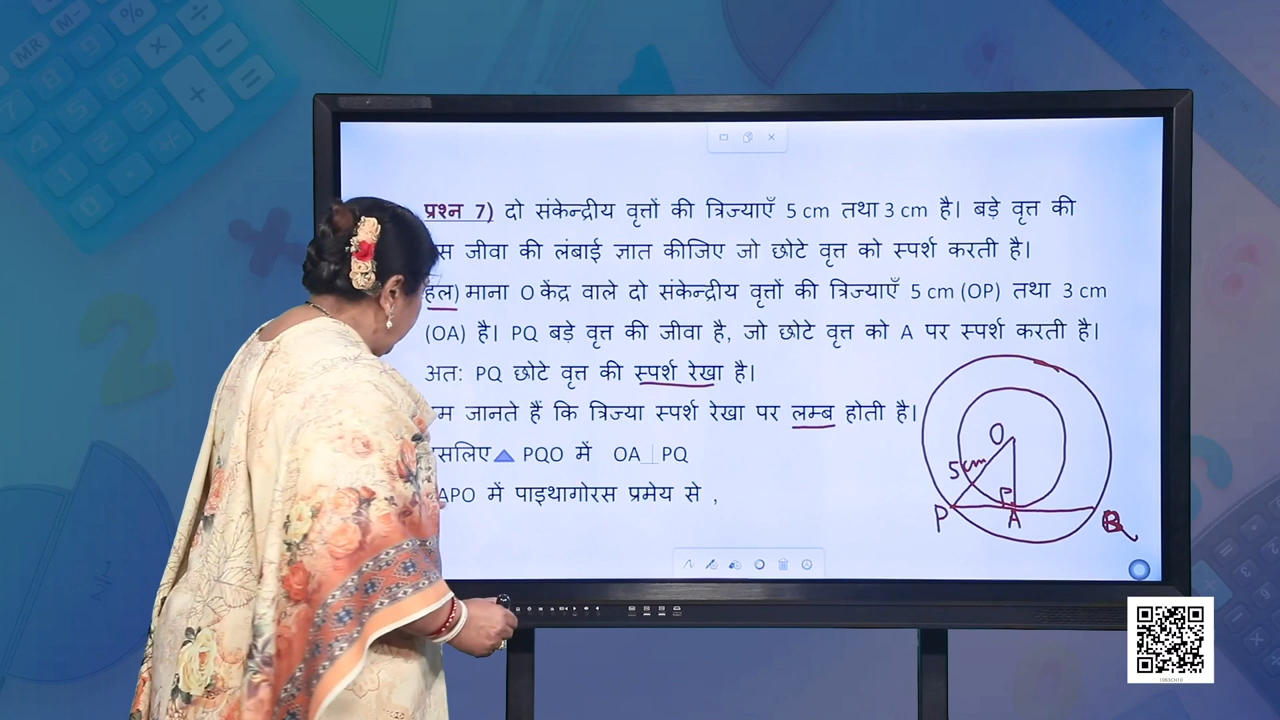 प्रश्न 7) दो संकेन्द्रीय वृत्तों की त्रिज्याएँ 5 cm तथा 3 cm है। बड़े वृत्त की
जीवा की लंबाई ज्ञात कीजिए जो छोटे वृत्त को स्पर्श करती है।
हल) माना O केंद्र वाले दो संकेन्द्रीय वृत्तों की त्रिज्याएँ 5 cm (OP) तथा 3 cm
(OA) है। PQ बड़े वृत्त की जीवा है, जो छोटे वृत्त को A पर स्पर्श करती है।
अतः PQ छोटे वृत्त की स्पर्श रेखा है।
जानते हैं कि त्रिज्या स्पर्श रेखा पर लम्ब होती है।
PQO में OA⊥PQ
APO में पाइथागोरस प्रमेय से ,
O
5cm
P
A
MR
M-
%